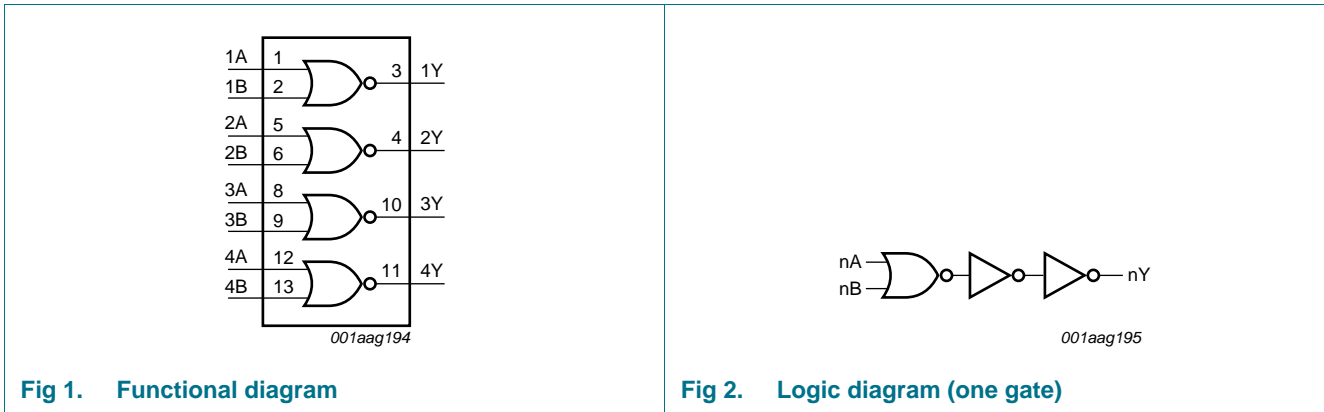 1A 1
1B 2
3 1Y
2A 5
2B 6
4 2Y
3A 8
3B 9
10 3Y
4A 12
4B 13
11 4Y
001aag194
Fig 1. Functional diagram
nA
nB
nY
001aag195
Fig 2. Logic diagram (one gate)